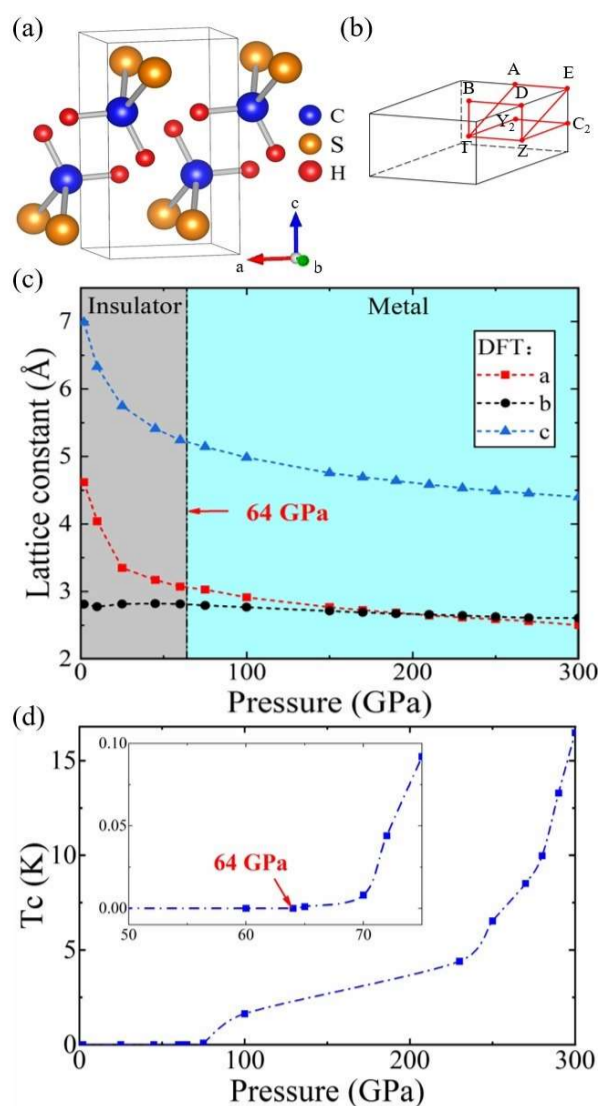 (a)
C
S
H
c
a
b
(b)
A
E
B
D
Y2
C2
Γ
Z
(c)
Insulator
Metal
DFT:
a
b
c
64 GPa
Lattice constant (Å)
7
6
5
4
3
2
0
100
200
300
Pressure (GPa)
(d)
Tc (K)
15
10
5
0
0.10
0.05
0.00
64 GPa
50
60
70
0
100
200
300
Pressure (GPa)